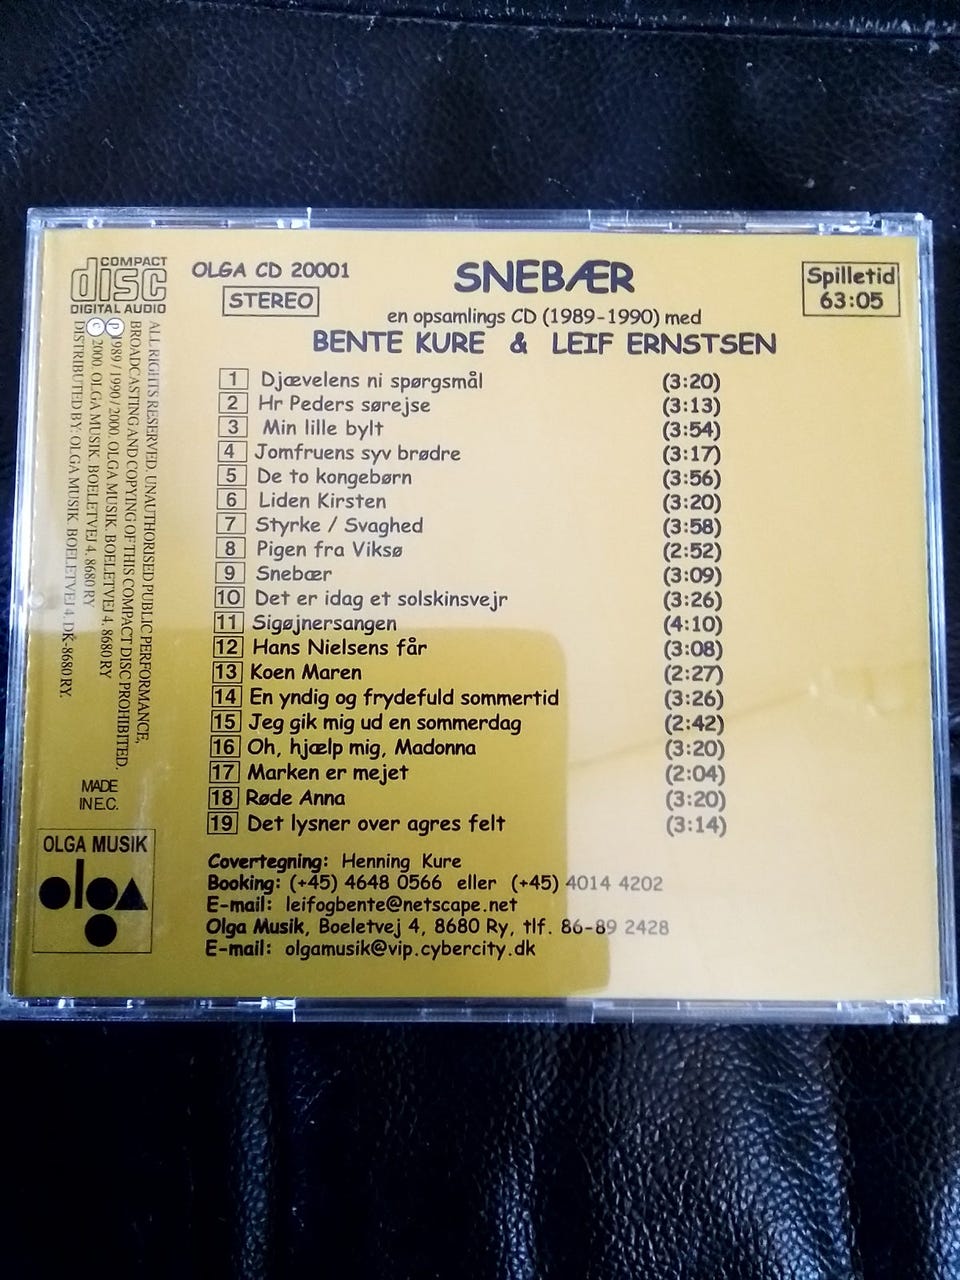 COMPACT
disc
DIGITAL AUDIO
OLGA CD 20001
STEREO
SNEBÆR
en opsamlings CD (1989-1990) med
BENTE KURE & LEIF ERNSTSEN
Spilletid
63:05
1 Djævelens ni spørgsmål (3:20)
2 Hr Peders sørejse (3:13)
3 Min lille bylt (3:54)
4 Jomfruens syv brødre (3:17)
5 De to kongebørn (3:56)
6 Liden Kirsten (3:20)
7 Styrke / Svaghed (3:58)
8 Pigen fra Viksø (2:52)
9 Snebær (3:09)
10 Det er idag et solskinsvejr (3:26)
11 Sigøjnersangen (4:10)
12 Hans Nielsens får (3:08)
13 Koen Maren (2:27)
14 En yndig og frydefuld sommertid (3:26)
15 Jeg gik mig ud en sommerdag (2:42)
16 Oh, hjælp mig, Madonna (3:20)
17 Marken er mejet (2:04)
18 Røde Anna (3:20)
19 Det lysner over agres felt (3:14)
Covertegning: Henning Kure
Booking: (+45) 4648 0566 eller (+45) 4014 4202
E-mail: leifogbente@netscape.net
Olga Musik, Boeletvej 4, 8680 Ry, tlf. 86-89 2428
E-mail: olgamusik@vip.cybercity.dk
ALL RIGHTS RESERVED. UNAUTHORISED PUBLIC PERFORMANCE,
BROADCASTING AND COPYING OF THIS COMPACT DISC PROHIBITED.
Ⓟ 1989 / 1990 / 2000. OLGA MUSIK. BOELETVEJ 4. 8680 RY
© 2000. OLGA MUSIK. BOELETVEJ 4. 8680 RY
DISTRIBUTED BY: OLGA MUSIK. BOELETVEJ 4. DK-8680 RY.
MADE
IN E.C.
OLGA MUSIK
olga